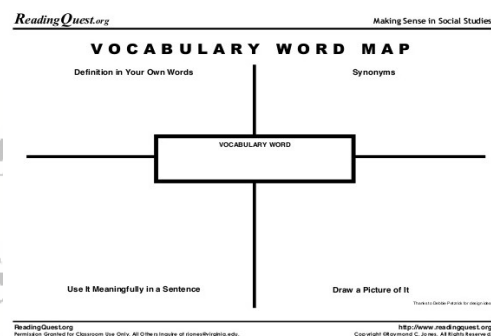 ReadingQuest.org Making Sense in Social Studies
VOCABULARY WORD MAP
Definition in Your Own Words Synonyms
VOCABULARY WORD
Use It Meaningfully in a Sentence Draw a Picture of It
Thanks to Debbie Petzrick for design idea
ReadingQuest.org http://www.readingquest.org
Permission Granted for Classroom Use Only. All Others Inquire at rjones@virginia.edu. Copyright ©Raymond C. Jones. All Rights Reserved.